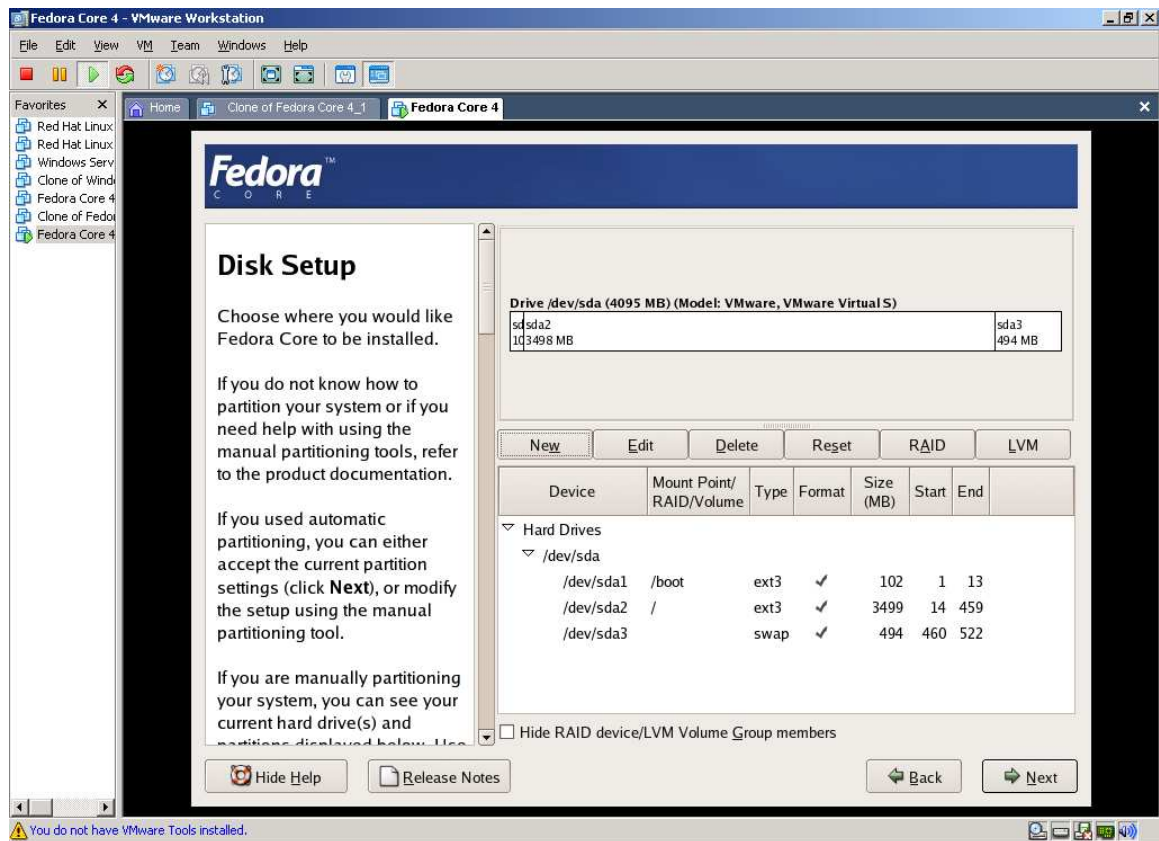 Fedora Core 4 - VMware Workstation
File Edit View VM Team Windows Help
Favorites X
Home Clone of Fedora Core 4_1 Fedora Core 4
Red Hat Linux
Red Hat Linux
Windows Serv
Clone of Wind
Fedora Core 4
Clone of Fedo
Fedora Core 4
Fedora™
CORE
Disk Setup
Choose where you would like
Fedora Core to be installed.
If you do not know how to
partition your system or if you
need help with using the
manual partitioning tools, refer
to the product documentation.
If you used automatic
partitioning, you can either
accept the current partition
settings (click Next), or modify
the setup using the manual
partitioning tool.
If you are manually partitioning
your system, you can see your
current hard drive(s) and
partitions displayed below. Use
Drive /dev/sda (4095 MB) (Model: VMware, VMware Virtual S)
sd sda2 sda3
10 3498 MB 494 MB
New Edit Delete Reset RAID LVM
Device Mount Point/ RAID/Volume Type Format Size (MB) Start End
Hard Drives
/dev/sda
/dev/sda1 /boot ext3 ✓ 102 1 13
/dev/sda2 / ext3 ✓ 3499 14 459
/dev/sda3 swap ✓ 494 460 522
Hide RAID device/LVM Volume Group members
Hide Help Release Notes Back Next
You do not have VMware Tools installed.